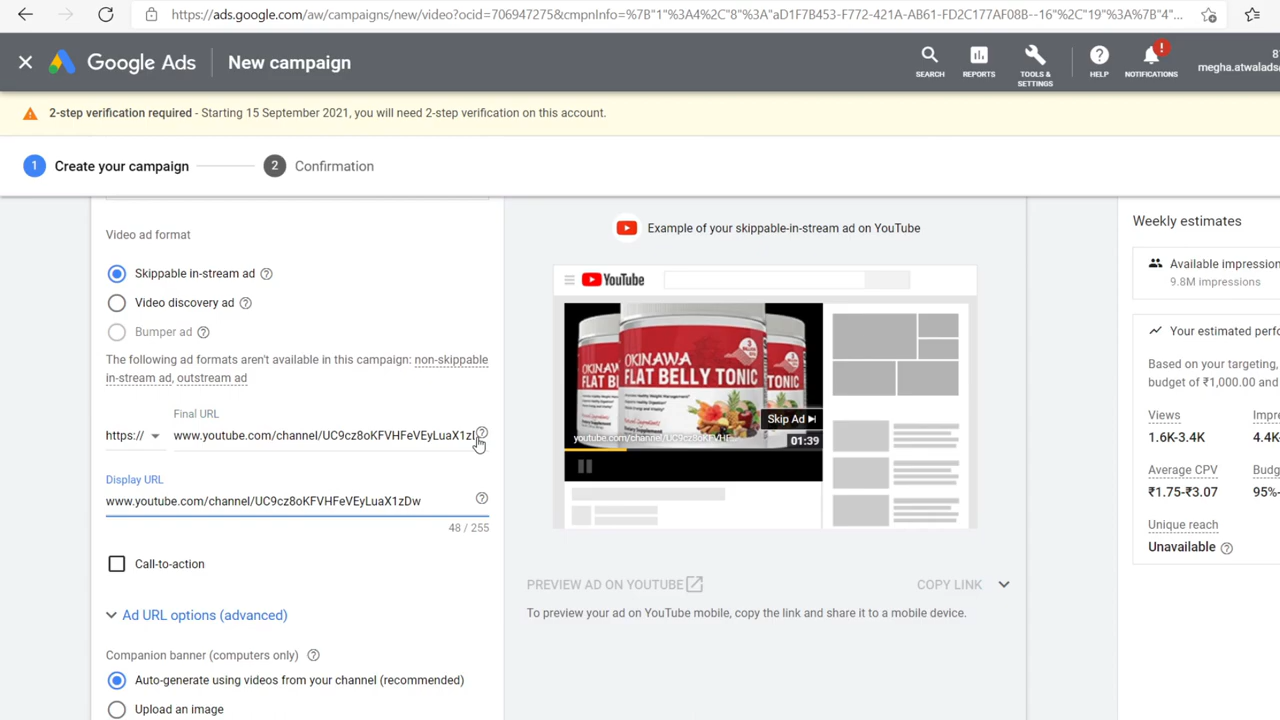 https://ads.google.com/aw/campaigns/new/video?ocid=706947275&cmpnInfo=%7B"1"%3A4%2C"8"%3A"aD1F7B453-F772-421A-AB61-FD2C177AF08B--16"%2C"19"%3A%7B"4"...
Google Ads
New campaign
SEARCH
REPORTS
TOOLS & SETTINGS
HELP
NOTIFICATIONS
megha.atwalads
2-step verification required - Starting 15 September 2021, you will need 2-step verification on this account.
1 Create your campaign
2 Confirmation
Video ad format
Skippable in-stream ad
Video discovery ad
Bumper ad
The following ad formats aren't available in this campaign: non-skippable
in-stream ad, outstream ad
Final URL
https://
www.youtube.com/channel/UC9cz8oKFVHFeVEyLuaX1z
Display URL
www.youtube.com/channel/UC9cz8oKFVHFeVEyLuaX1zDw
48 / 255
Call-to-action
Ad URL options (advanced)
Companion banner (computers only)
Auto-generate using videos from your channel (recommended)
Upload an image
Example of your skippable-in-stream ad on YouTube
YouTube
OKINAWA
FLAT BELLY TONIC
Skip Ad
youtube.com/channel/UC9cz8oKFVHF...
01:39
PREVIEW AD ON YOUTUBE
COPY LINK
To preview your ad on YouTube mobile, copy the link and share it to a mobile device.
Weekly estimates
Available impression
9.8M impressions
Your estimated perfo
Based on your targeting,
budget of ₹1,000.00 and
Views
Impre
1.6K-3.4K
4.4K
Average CPV
Budg
₹1.75-₹3.07
95%-
Unique reach
Unavailable